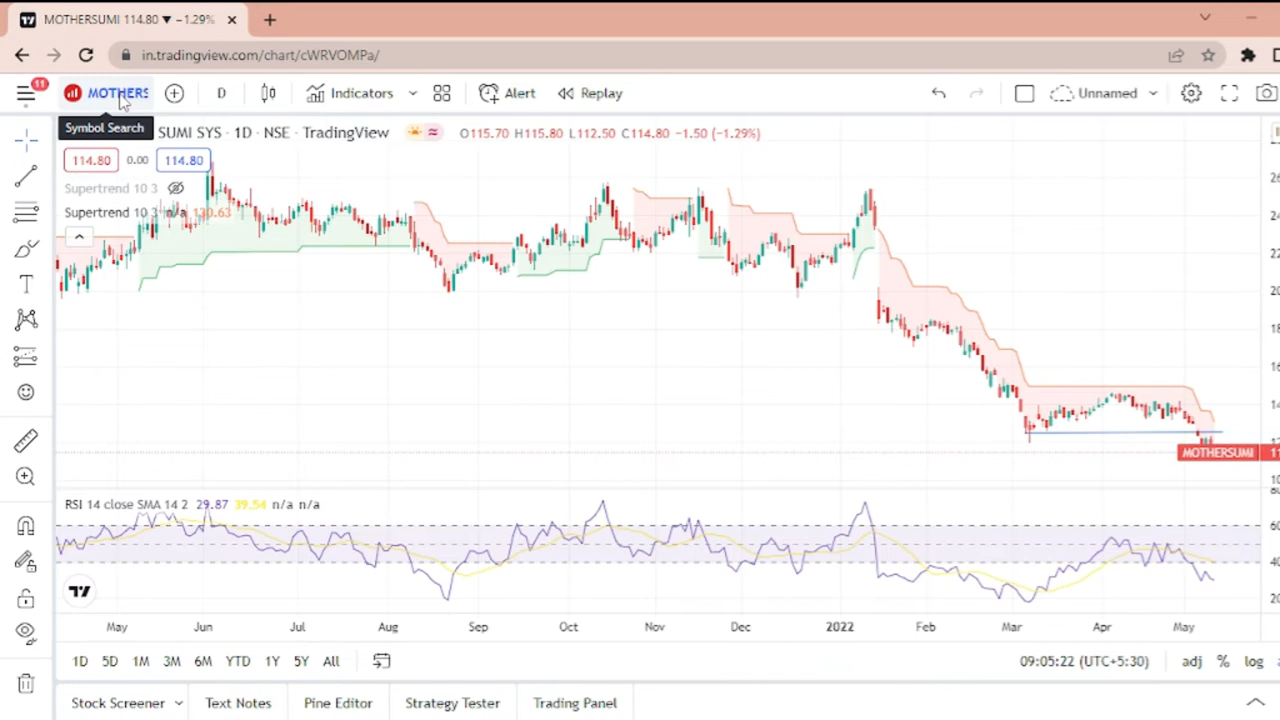 MOTHERSUMI 114.80 ▼ −1.29%
in.tradingview.com/chart/cWRVOMPa/
11
MOTHERS
D
Indicators
Alert
Replay
Unnamed
Symbol Search
SUMI SYS · 1D · NSE · TradingView
O115.70 H115.80 L112.50 C114.80 −1.50 (−1.29%)
114.80
0.00
114.80
Supertrend 10 3
Supertrend 10 3 n/a 130.63
MOTHERSUMI
RSI 14 close SMA 14 2 29.87 39.54 n/a n/a
May Jun Jul Aug Sep Oct Nov Dec 2022 Feb Mar Apr May
1D 5D 1M 3M 6M YTD 1Y 5Y All
09:05:22 (UTC+5:30)
adj % log
Stock Screener
Text Notes
Pine Editor
Strategy Tester
Trading Panel